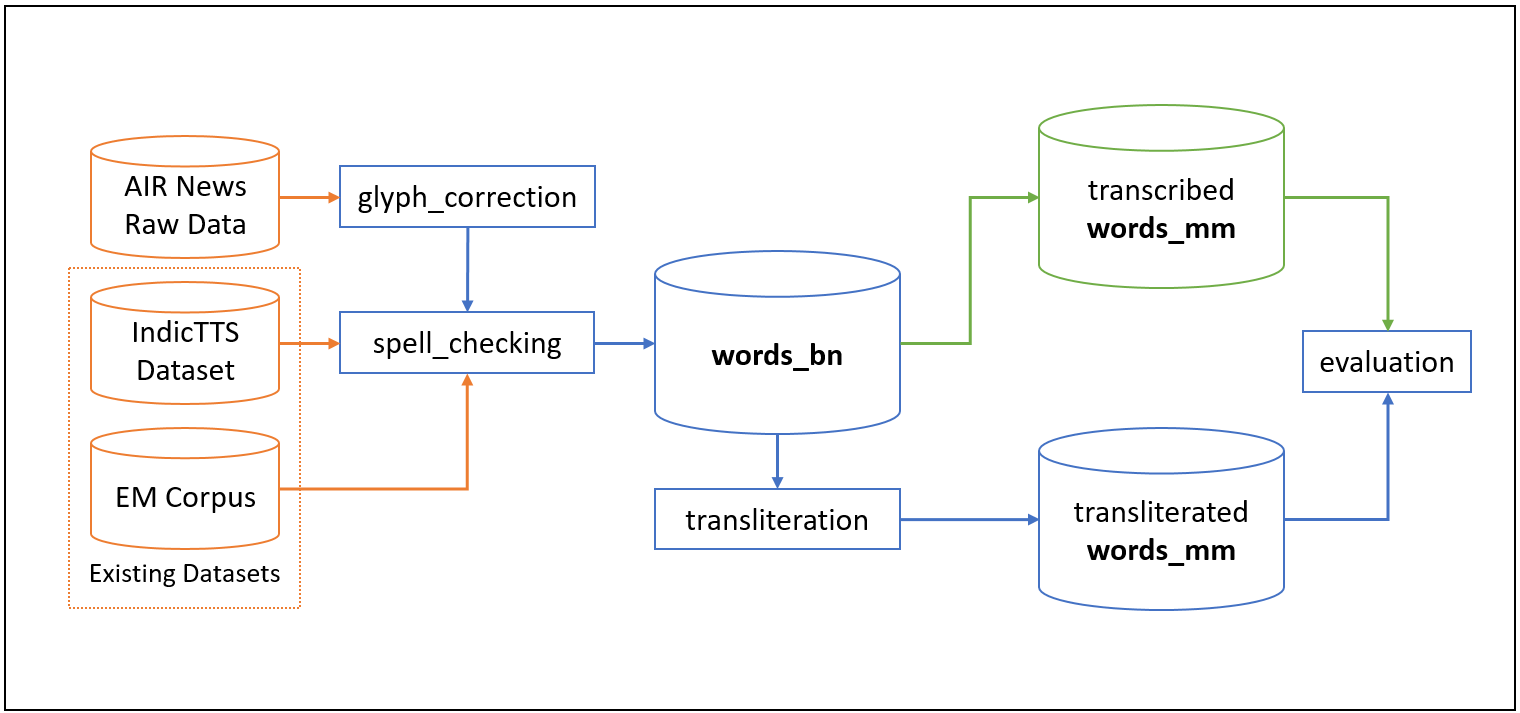 AIR News
Raw Data
glyph_correction
IndicTTS
Dataset
spell_checking
EM Corpus
Existing Datasets
words_bn
transliteration
transcribed
words_mm
transliterated
words_mm
evaluation